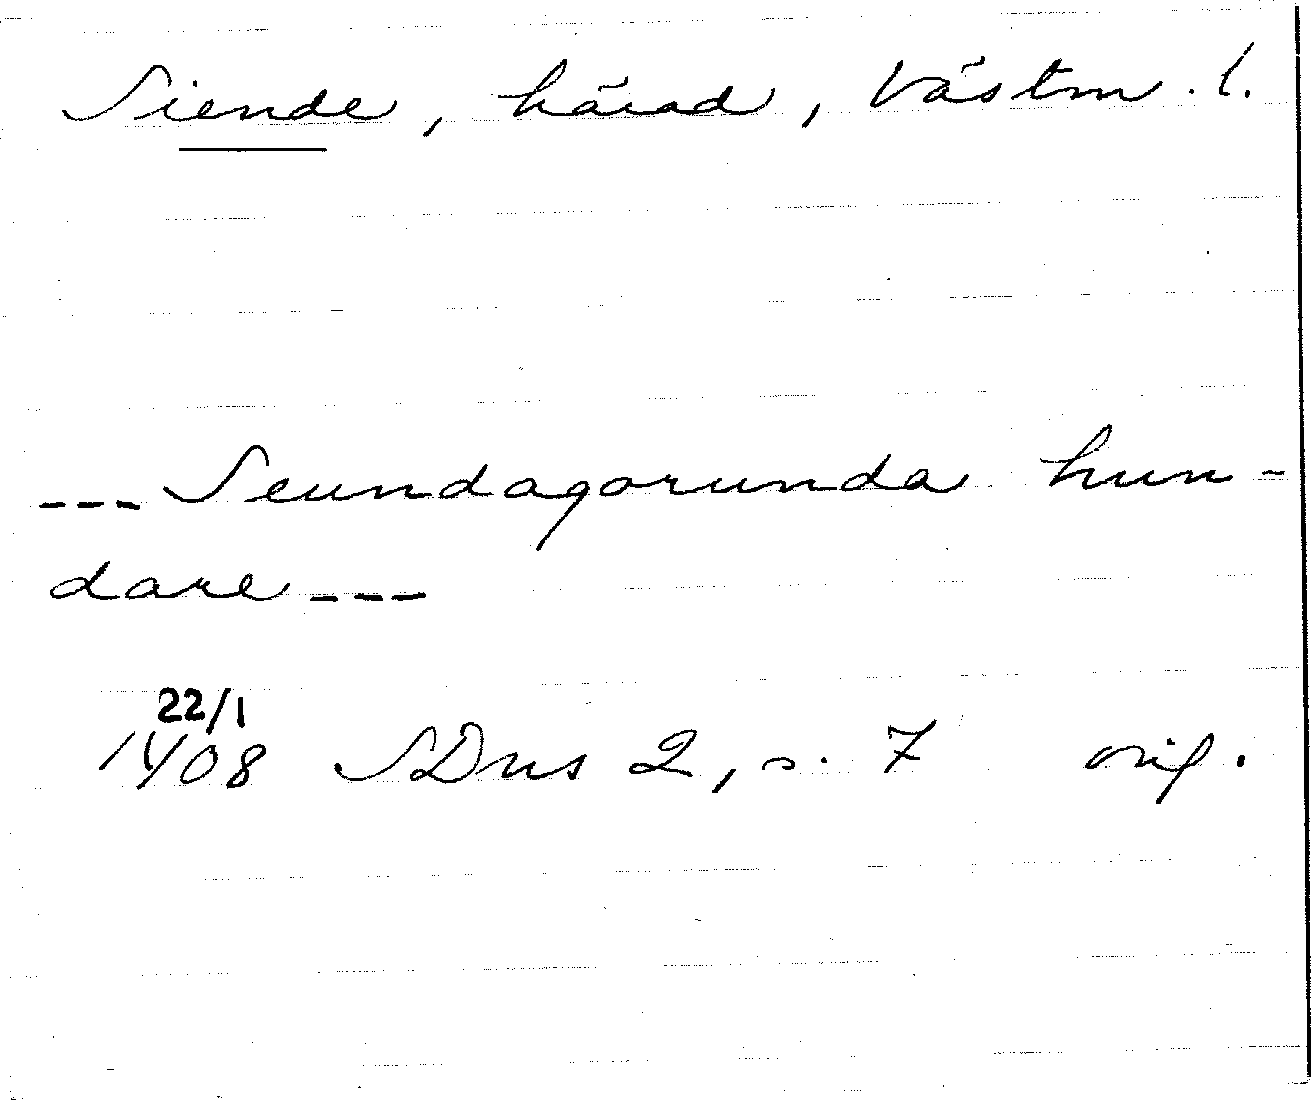 Siende, härad, Västm. l.
--- Seundagorunda hun-
dare ---
22/1
1408 SDns 2, s. 7 orig.